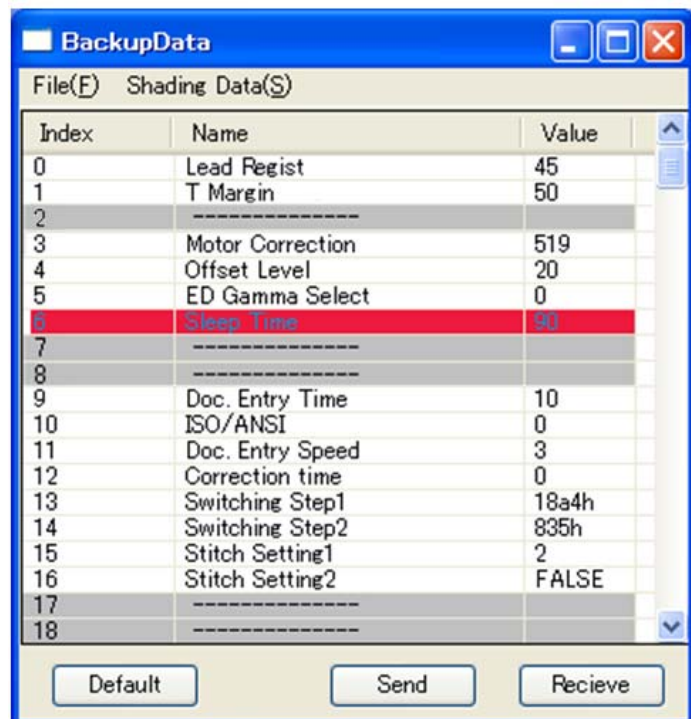 BackupData
File(F) Shading Data(S)
Index Name Value
0 Lead Regist 45
1 T Margin 50
2 --------------
3 Motor Correction 519
4 Offset Level 20
5 ED Gamma Select 0
6 Sleep Time 90
7 --------------
8 --------------
9 Doc. Entry Time 10
10 ISO/ANSI 0
11 Doc. Entry Speed 3
12 Correction time 0
13 Switching Step1 18a4h
14 Switching Step2 835h
15 Stitch Setting1 2
16 Stitch Setting2 FALSE
17 --------------
18 --------------
Default Send Recieve